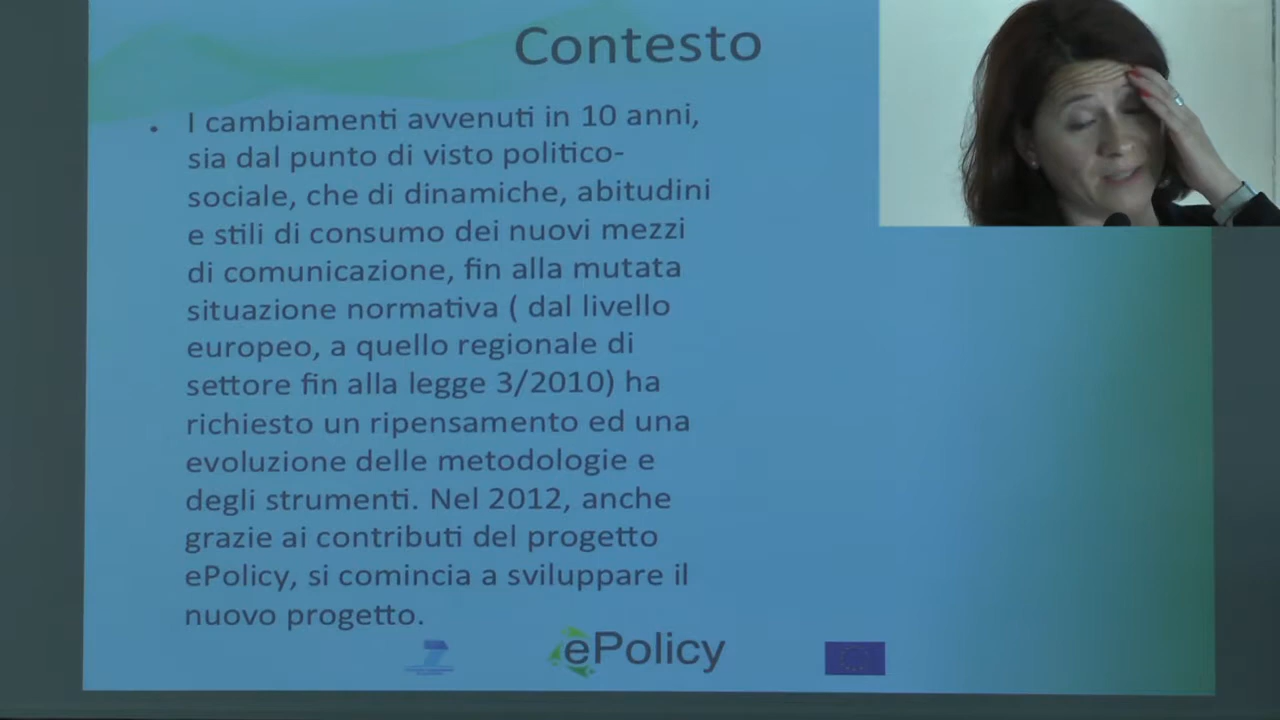 Contesto
• I cambiamenti avvenuti in 10 anni,
sia dal punto di visto politico-
sociale, che di dinamiche, abitudini
e stili di consumo dei nuovi mezzi
di comunicazione, fin alla mutata
situazione normativa ( dal livello
europeo, a quello regionale di
settore fin alla legge 3/2010) ha
richiesto un ripensamento ed una
evoluzione delle metodologie e
degli strumenti. Nel 2012, anche
grazie ai contributi del progetto
ePolicy, si comincia a sviluppare il
nuovo progetto.
ePolicy